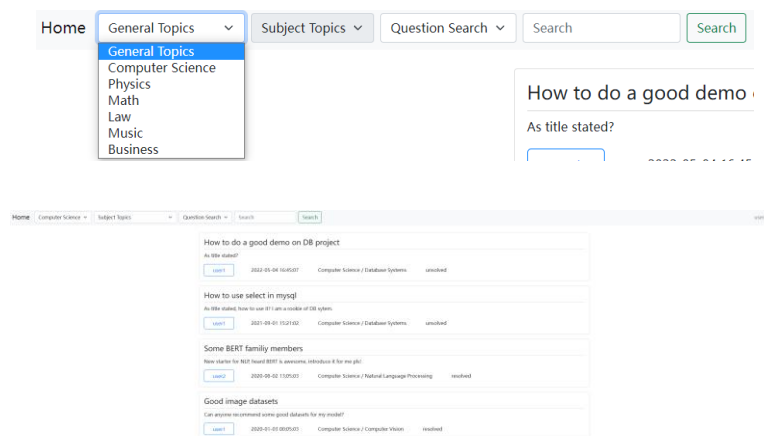 Home General Topics Subject Topics Question Search Search Search
General Topics
Computer Science
Physics
Math
Law
Music
Business
How to do a good demo
As title stated?
Home Computer Science Subject Topics Question Search Search Search
How to do a good demo on DB project
As title stated?
user1 2022-05-04 16:45:07 Computer Science / Database Systems unsolved
How to use select in mysql
As title stated, how to use it? I am a rookie of DB sytem.
user1 2021-09-01 15:21:02 Computer Science / Database Systems unsolved
Some BERT familiy members
New starter for NLP, heard BERT is awesome, introduce it for me plz!
user2 Computer Science / Natural Language Processing resolved
Good image datasets
Can anyone recommend some good datasets for my model?
user1 2020-01-03 00:05:03 Computer Science / Computer Vision resolved